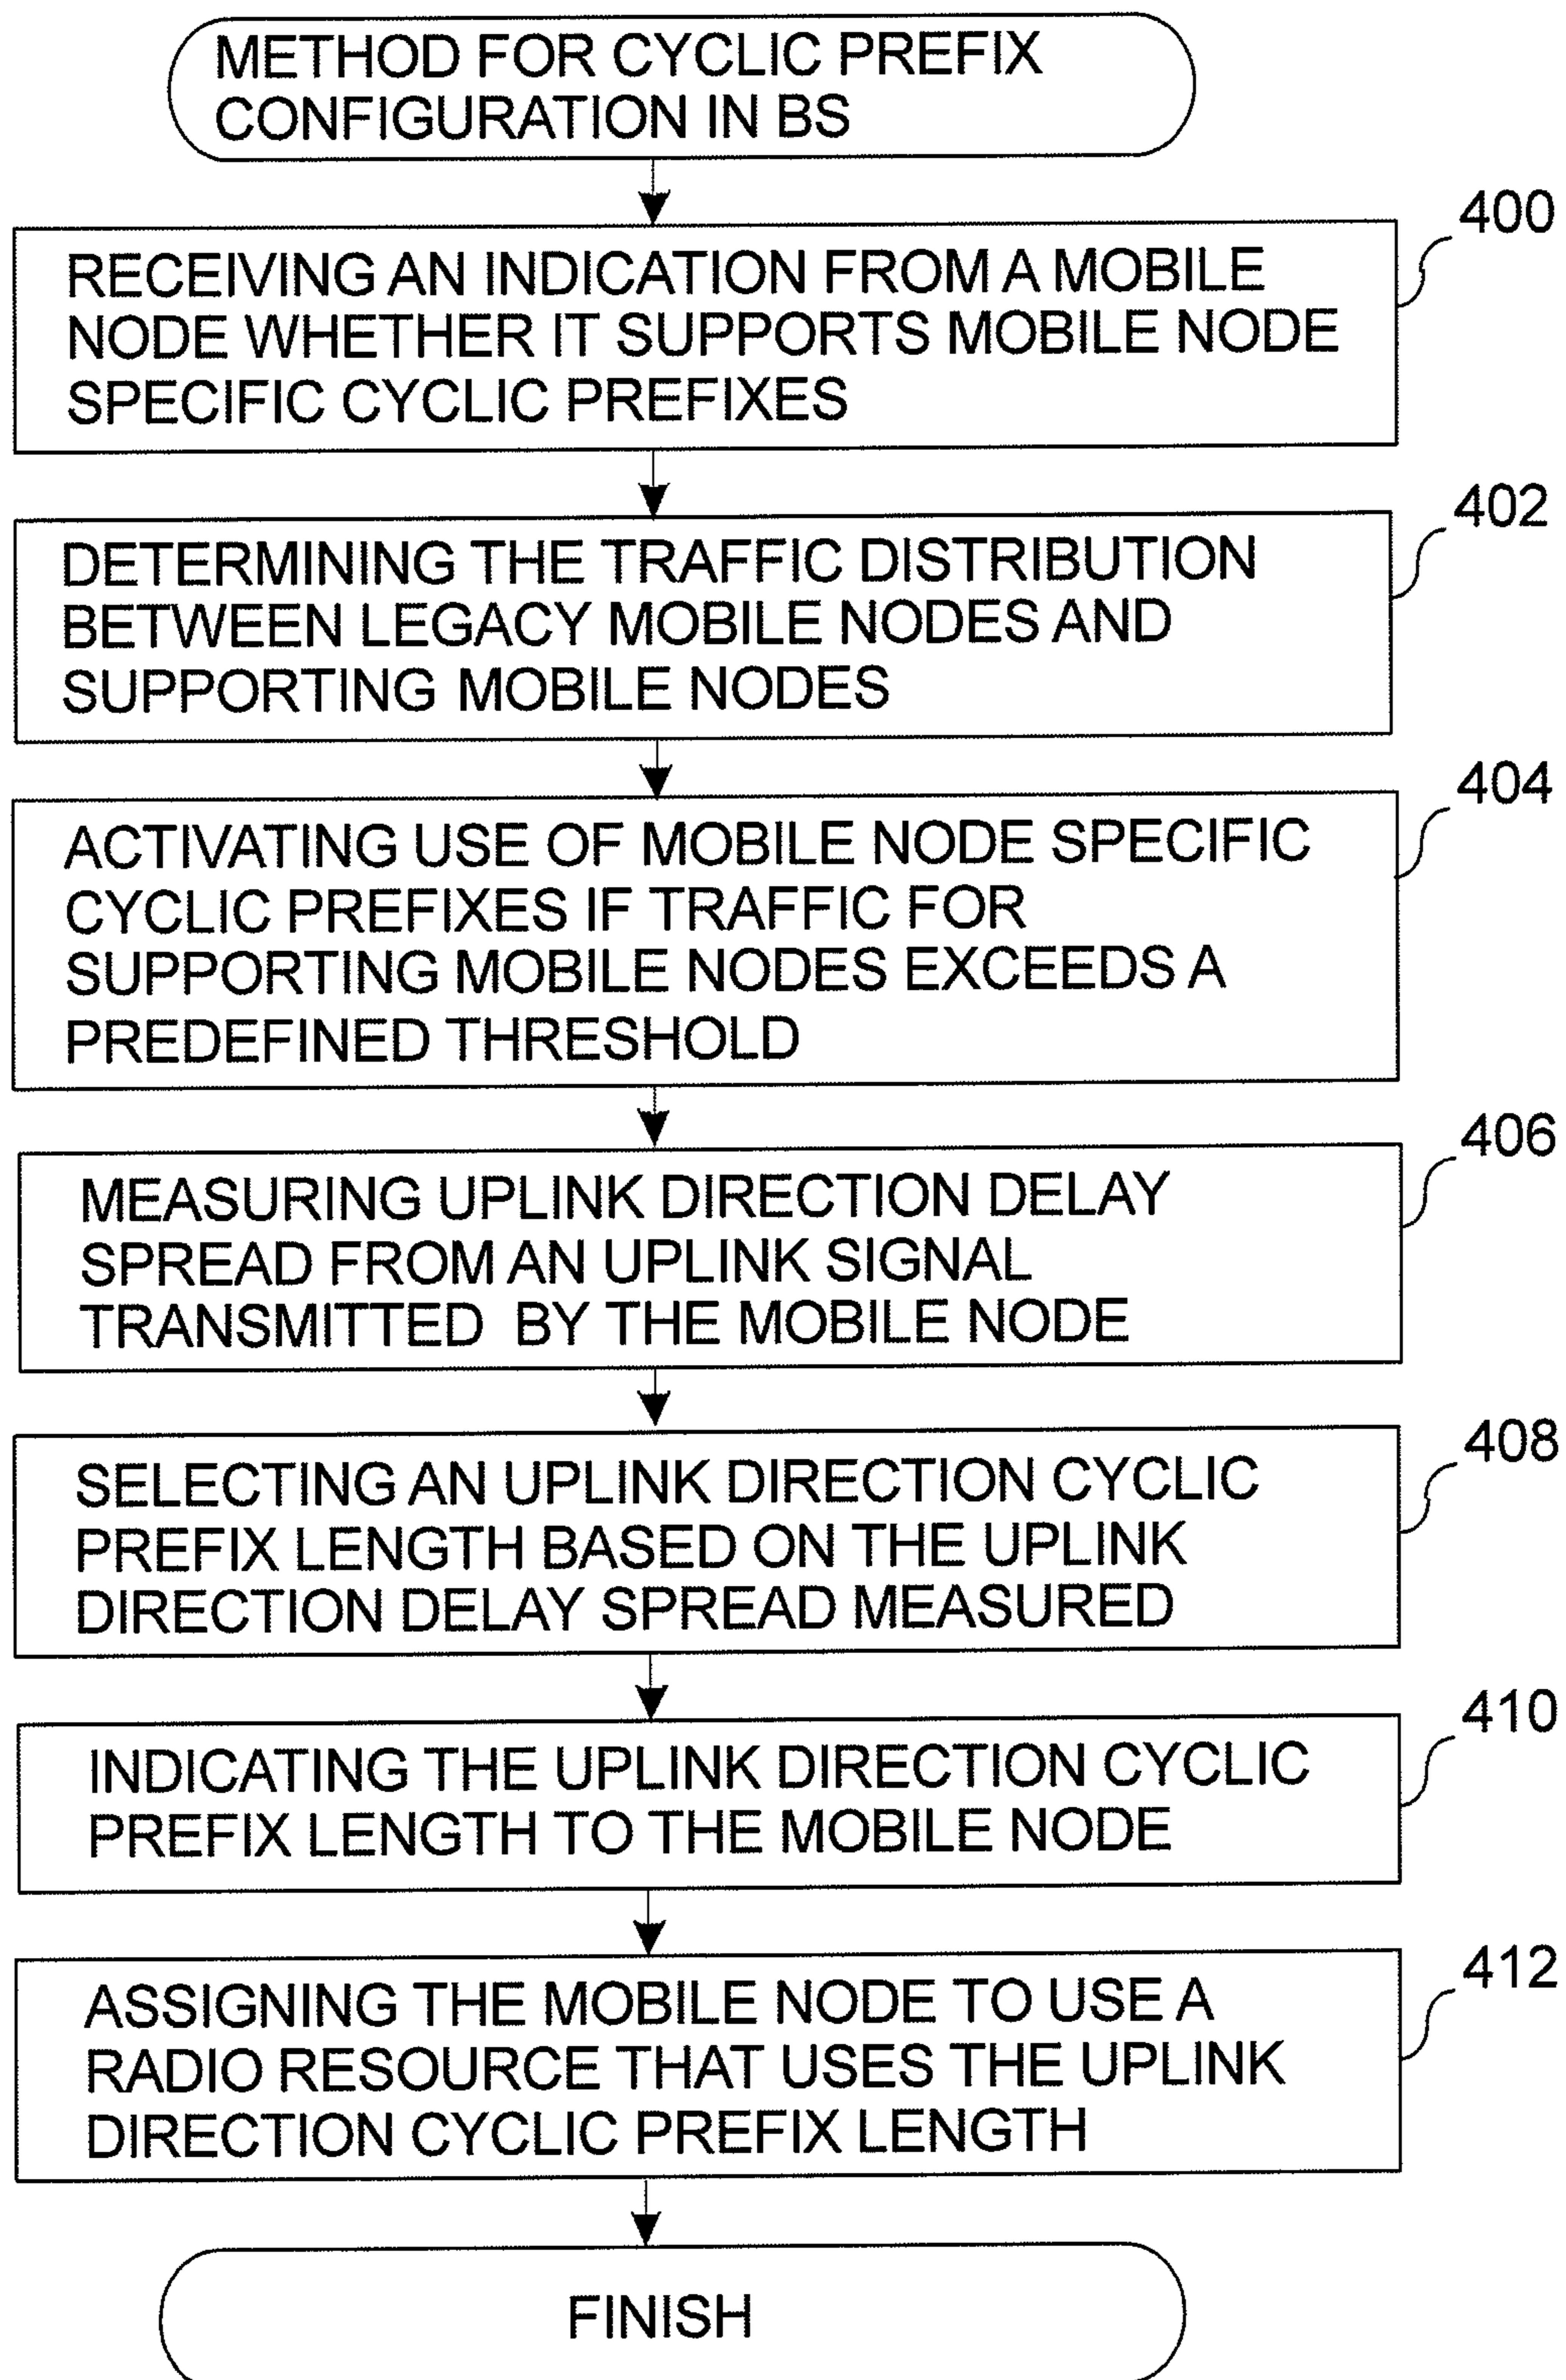 METHOD FOR CYCLIC PREFIX
CONFIGURATION IN BS
400
RECEIVING AN INDICATION FROM A MOBILE
NODE WHETHER IT SUPPORTS MOBILE NODE
SPECIFIC CYCLIC PREFIXES
402
DETERMINING THE TRAFFIC DISTRIBUTION
BETWEEN LEGACY MOBILE NODES AND
SUPPORTING MOBILE NODES
404
ACTIVATING USE OF MOBILE NODE SPECIFIC
CYCLIC PREFIXES IF TRAFFIC FOR
SUPPORTING MOBILE NODES EXCEEDS A
PREDEFINED THRESHOLD
406
MEASURING UPLINK DIRECTION DELAY
SPREAD FROM AN UPLINK SIGNAL
TRANSMITTED BY THE MOBILE NODE
408
SELECTING AN UPLINK DIRECTION CYCLIC
PREFIX LENGTH BASED ON THE UPLINK
DIRECTION DELAY SPREAD MEASURED
410
INDICATING THE UPLINK DIRECTION CYCLIC
PREFIX LENGTH TO THE MOBILE NODE
412
ASSIGNING THE MOBILE NODE TO USE A
RADIO RESOURCE THAT USES THE UPLINK
DIRECTION CYCLIC PREFIX LENGTH
FINISH